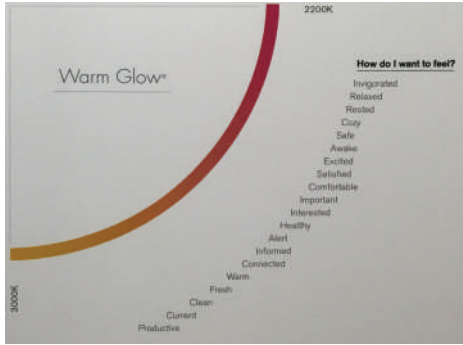 2200K
How do I want to feel?
Warm Glow®
Invigorated
Relaxed
Rested
Cozy
Safe
Awake
Excited
Satisfied
Comfortable
Important
Interested
Healthy
Alert
Informed
Connected
Warm
Fresh
Clean
Current
Productive
3000K